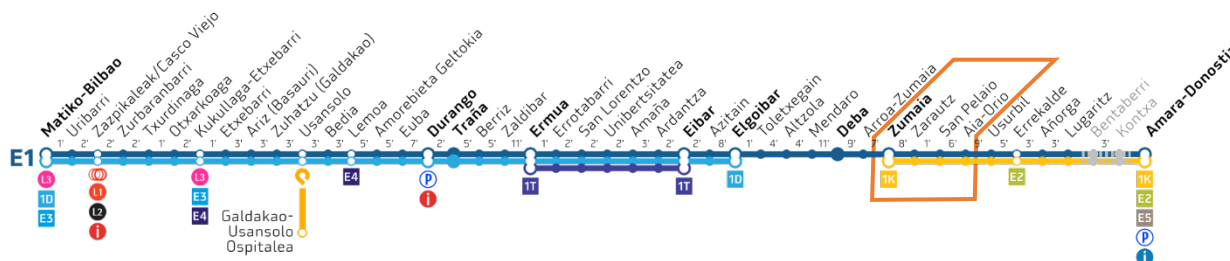 Matiko-Bilbao
Uribarri
Zazpikaleak/Casco Viejo
Zurbaranbarri
Txurdinaga
Otxarkoaga
Kukullaga-Etxebarri
Etxebarri
Ariz (Basauri)
Zuhatzu (Galdakao)
Usansolo
Bedia
Lemoa
Amorebieta Geltokia
Euba
Durango
Traña
Berriz
Zaldibar
Ermua
Errotabarri
San Lorentzo
Unibertsitatea
Amaña
Ardantza
Eibar
Azitain
Elgoibar
Toletxegain
Altzola
Mendaro
Deba
Arroa-Zumaia
Zumaia
Zarautz
San Pelaio
Aia-Orio
Usurbil
Errekalde
Añorga
Lugaritz
Bentaberri
Kontxa
Amara-Donostia
E1
1' 2' 2' 2' 2' 2' 1' 2' 3' 2' 3' 3' 5' 5' 2' 5' 5' 11' 1' 2' 2' 1' 2' 2' 2' 8' 1' 4' 4' 11' 9' 7' 8' 1' 6' 9' 5' 3' 3' 3'
L3
1D
E3
L1
L2
i
L3
E3
E4
Galdakao-
Usansolo
Ospitalea
E4
P
i
1T
1T
1D
1K
E2
1K
E2
E5
P
i